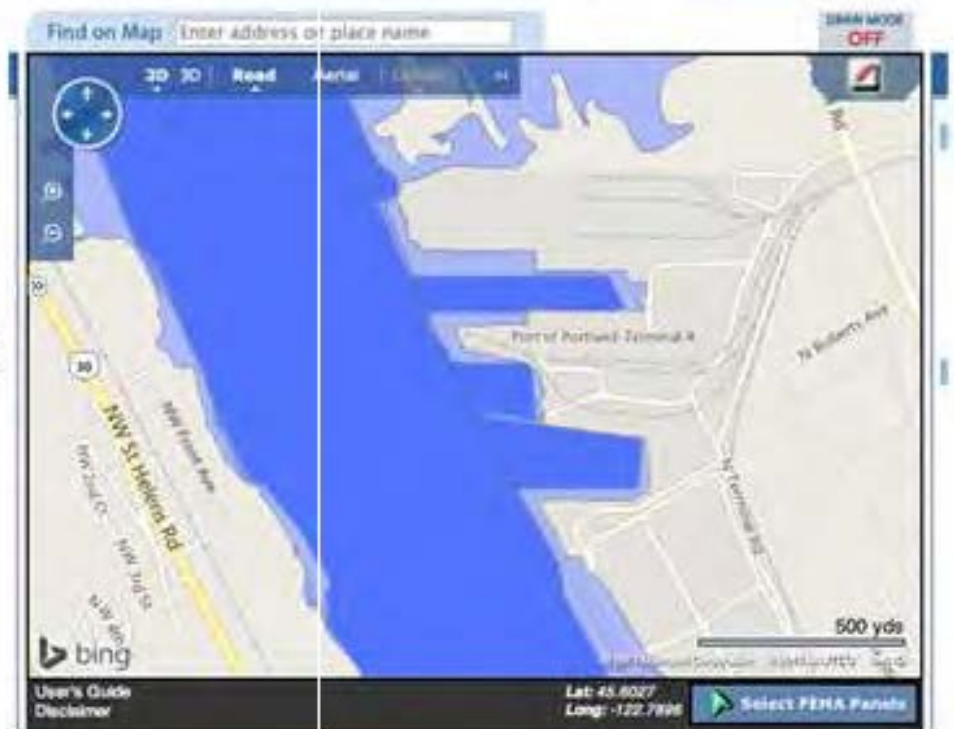 Find on Map Enter address or place name
DRAW MODE
OFF
2D 3D Road Aerial
Rd
30
NW St Helens Rd
NW Front Ave
NW 2nd Ct
NW 3rd St
Port of Portland-Terminal 4
N Roberts Ave
N Terminal Rd
500 yds
bing
User's Guide
Disclaimer
Lat: 45.6027
Long: -122.7896
Select FEMA Panels